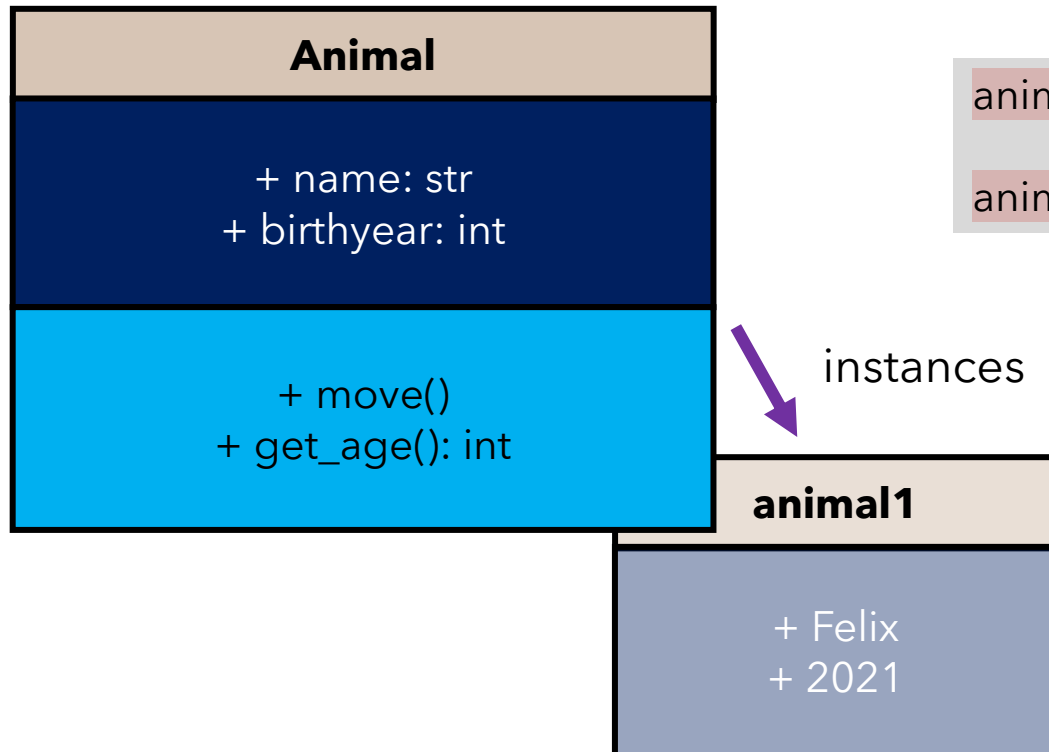 Animal
+ name: str
+ birthyear: int
+ move()
+ get_age(): int
instances
animal1
+ Felix
+ 2021